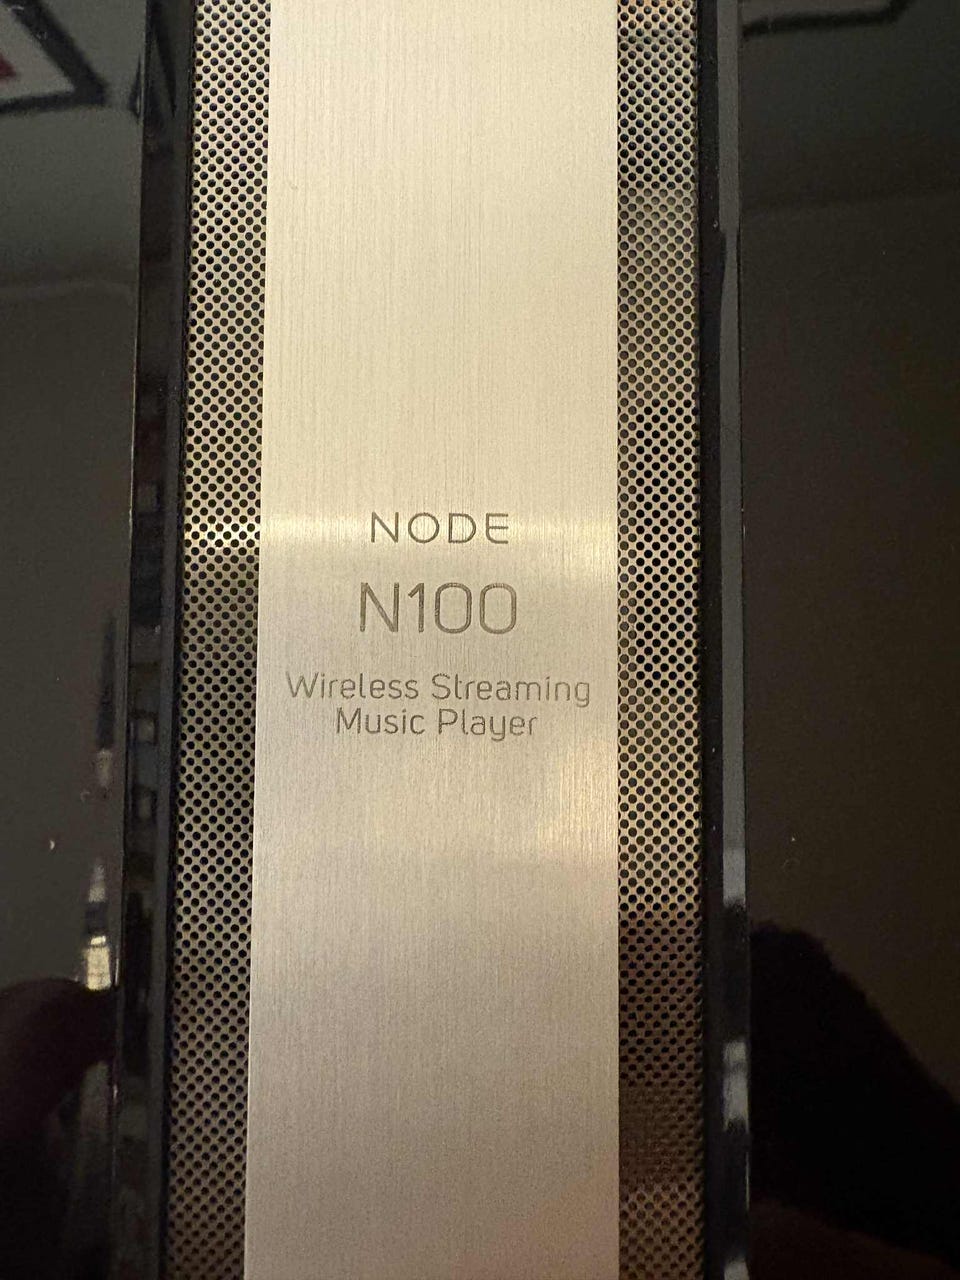 NODE
N100
Wireless Streaming
Music Player